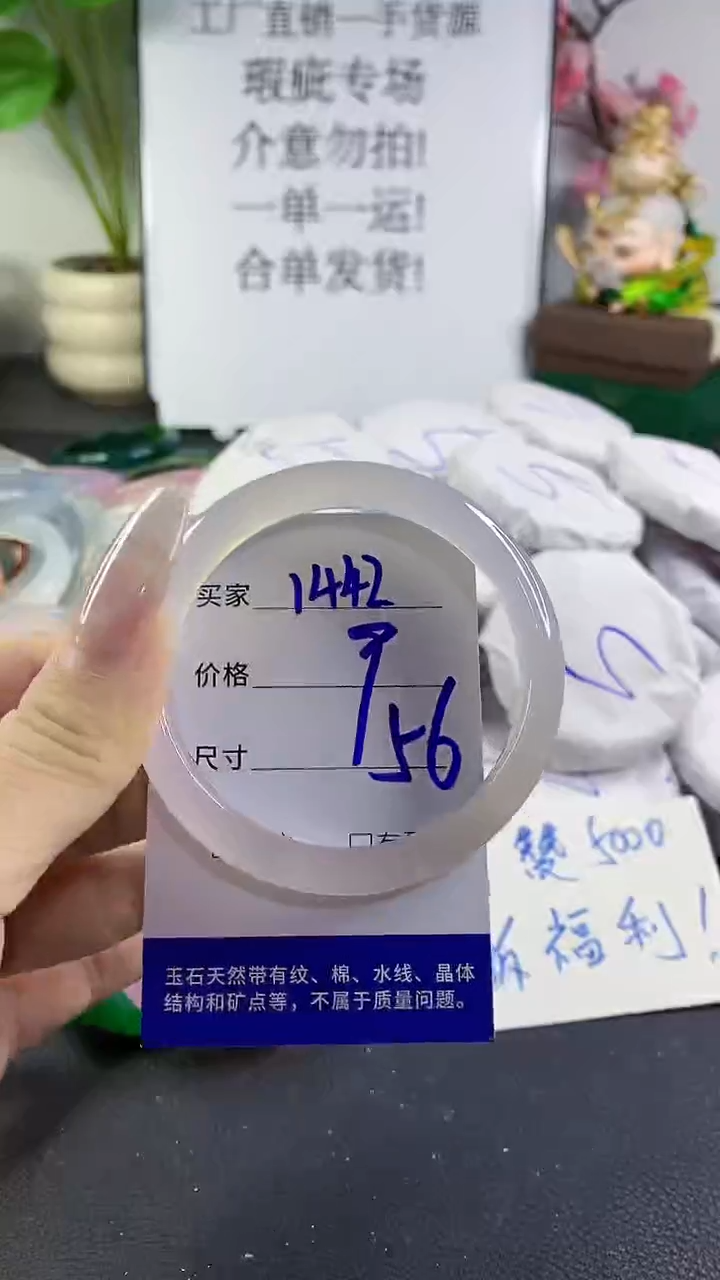 工厂直销一手货源
瑕疵专场
介意勿拍!
一单一运!
合单发货!
买家 1442
价格
尺寸 56
赞 5000
福利!
玉石天然带有纹、棉、水线、晶体
结构和矿点等，不属于质量问题。